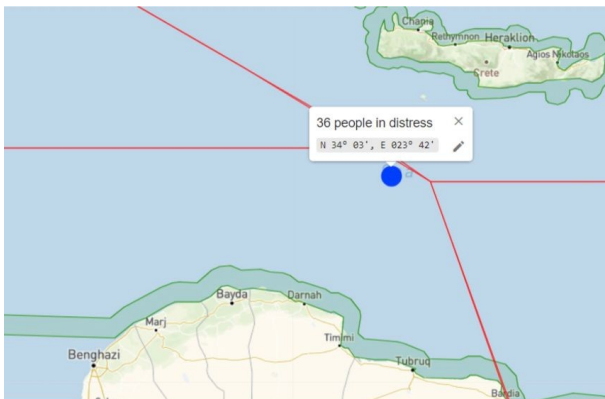 Chania
Rethymnon
Heraklion
Agios Nikolaos
Crete
36 people in distress
N 34° 03', E 023° 42'
Bayda
Darnah
Marj
Timimi
Benghazi
Tubruq
Bardia